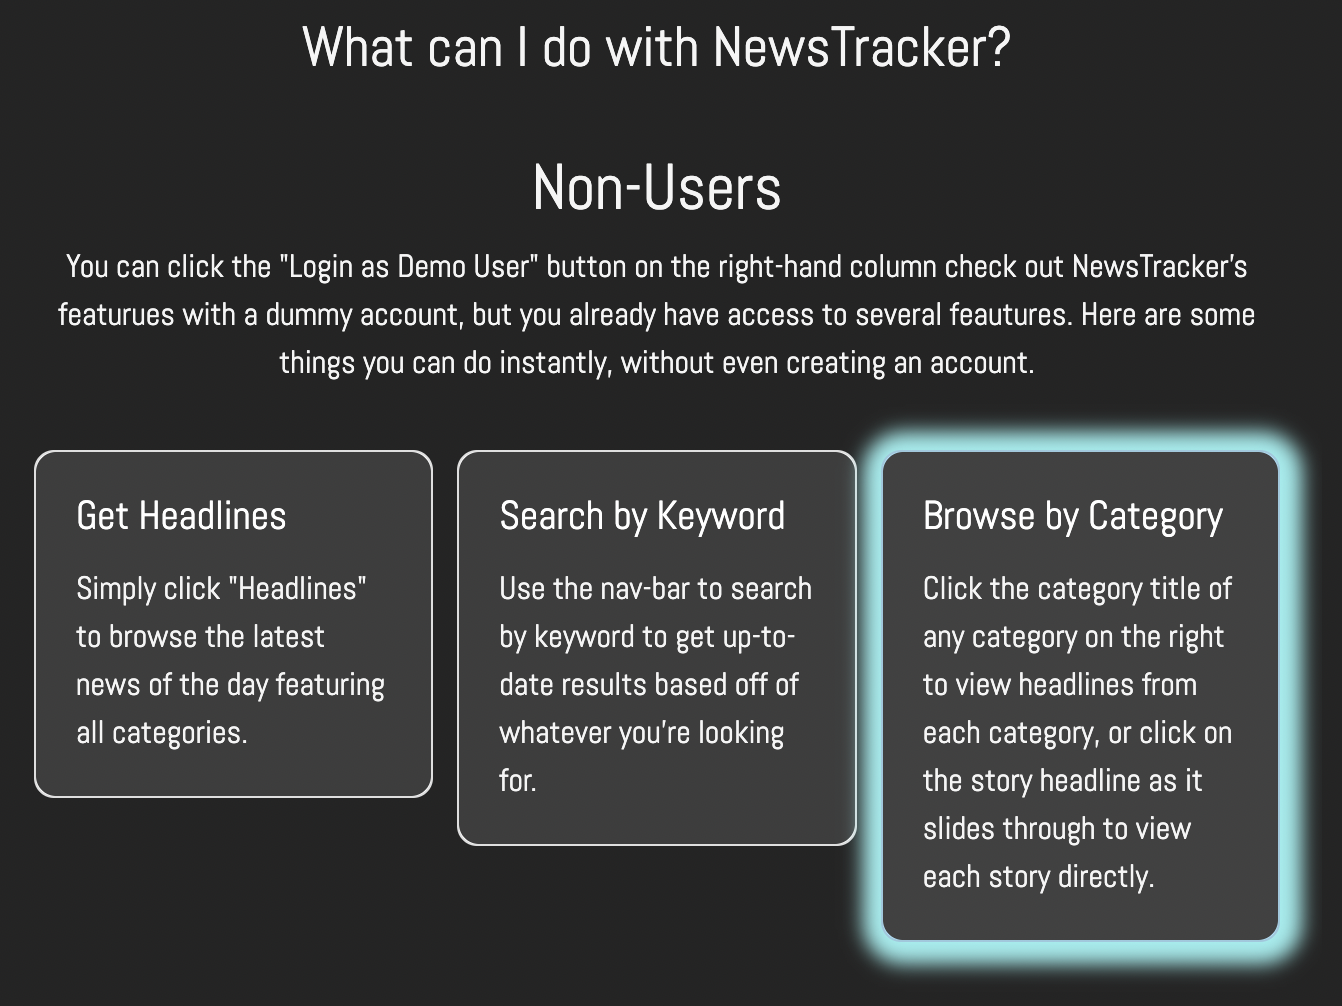 What can I do with NewsTracker?
Non-Users
You can click the "Login as Demo User" button on the right-hand column check out NewsTracker's
featurues with a dummy account, but you already have access to several feautures. Here are some
things you can do instantly, without even creating an account.
Get Headlines
Simply click "Headlines"
to browse the latest
news of the day featuring
all categories.
Search by Keyword
Use the nav-bar to search
by keyword to get up-to-
date results based off of
whatever you're looking
for.
Browse by Category
Click the category title of
any category on the right
to view headlines from
each category, or click on
the story headline as it
slides through to view
each story directly.